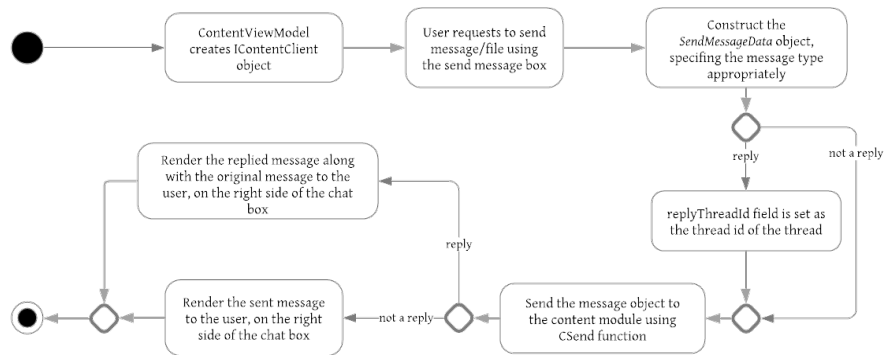 ContentViewModel
creates IContentClient
object
User requests to send
message/file using
the send message box
Construct the
SendMessageData object,
specifing the message type
appropriately
reply
not a reply
replyThreadId field is set as
the thread id of the thread
Render the replied message along
with the original message to the
user, on the right side of the chat
box
reply
Send the message object to
the content module using
CSend function
not a reply
Render the sent message
to the user, on the right
side of the chat box